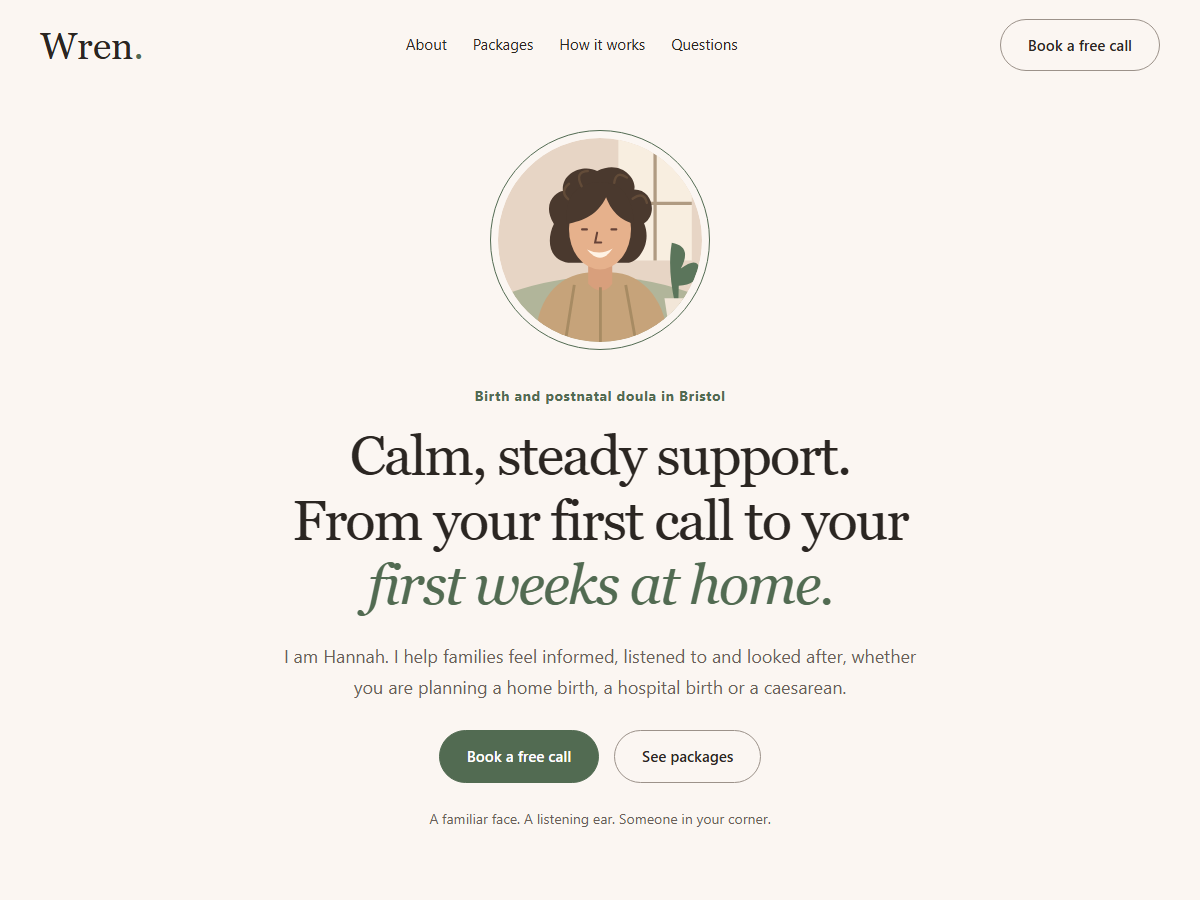 Wren.
About
Packages
How it works
Questions
Book a free call
Birth and postnatal doula in Bristol
Calm, steady support.
From your first call to your
first weeks at home.
I am Hannah. I help families feel informed, listened to and looked after, whether
you are planning a home birth, a hospital birth or a caesarean.
Book a free call
See packages
A familiar face. A listening ear. Someone in your corner.